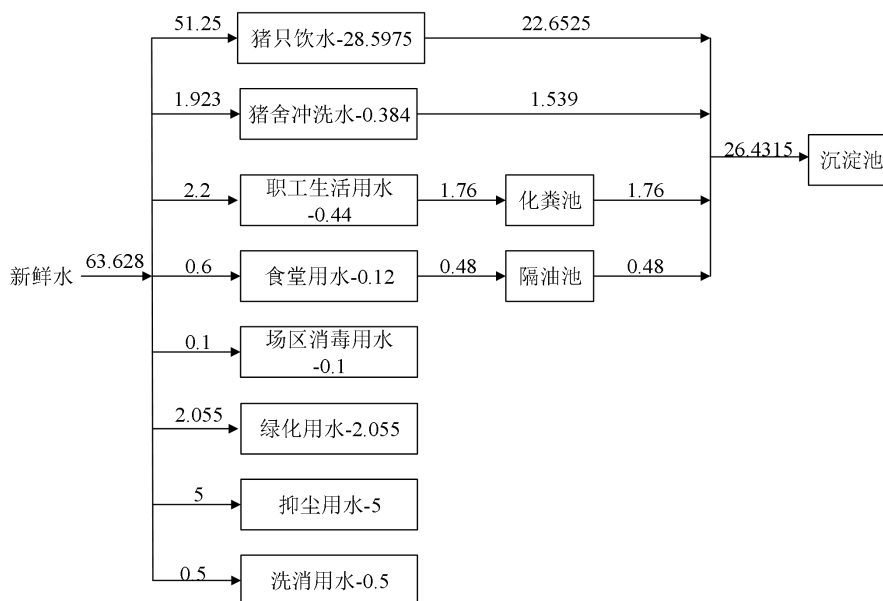 51.25
猪只饮水-28.5975
22.6525
1.923
猪舍冲洗水-0.384
1.539
26.4315
沉淀池
2.2
职工生活用水
-0.44
1.76
化粪池
1.76
新鲜水
63.628
0.6
食堂用水-0.12
0.48
隔油池
0.48
0.1
场区消毒用水
-0.1
2.055
绿化用水-2.055
5
抑尘用水-5
0.5
洗消用水-0.5